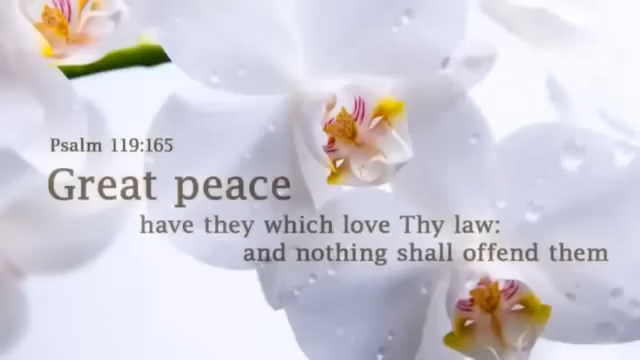 Psalm 119:165
Great peace
have they which love Thy law:
and nothing shall offend them